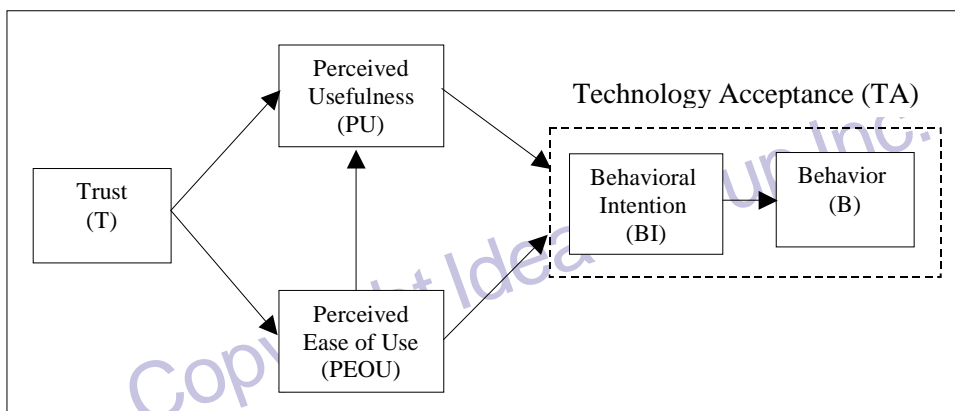 Perceived
Usefulness
(PU)
Technology Acceptance (TA)
Trust
(T)
Behavioral
Intention
(BI)
Behavior
(B)
Perceived
Ease of Use
(PEOU)